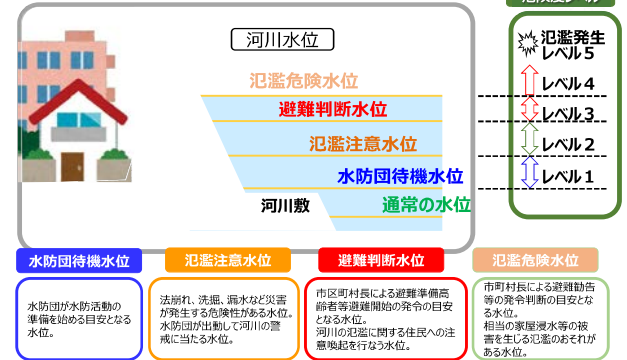 河川水位
氾濫発生
レベル5
氾濫危険水位
レベル4
避難判断水位
レベル3
氾濫注意水位
レベル2
水防団待機水位
レベル1
河川敷
通常の水位
水防団待機水位
水防団が水防活動の
準備を始める目安となる
水位。
氾濫注意水位
法崩れ、洗掘、漏水など災害
が発生する危険性がある水位。
水防団が出動して河川の警
戒に当たる水位。
避難判断水位
市区町村長による避難準備高
齢者等避難開始の発令の目安
となる水位。
河川の氾濫に関する住民への注
意喚起を行なう水位。
氾濫危険水位
市町村長による避難勧告
等の発令判断の目安とな
る水位。
相当の家屋浸水等の被
害を生じる氾濫のおそれが
ある水位。